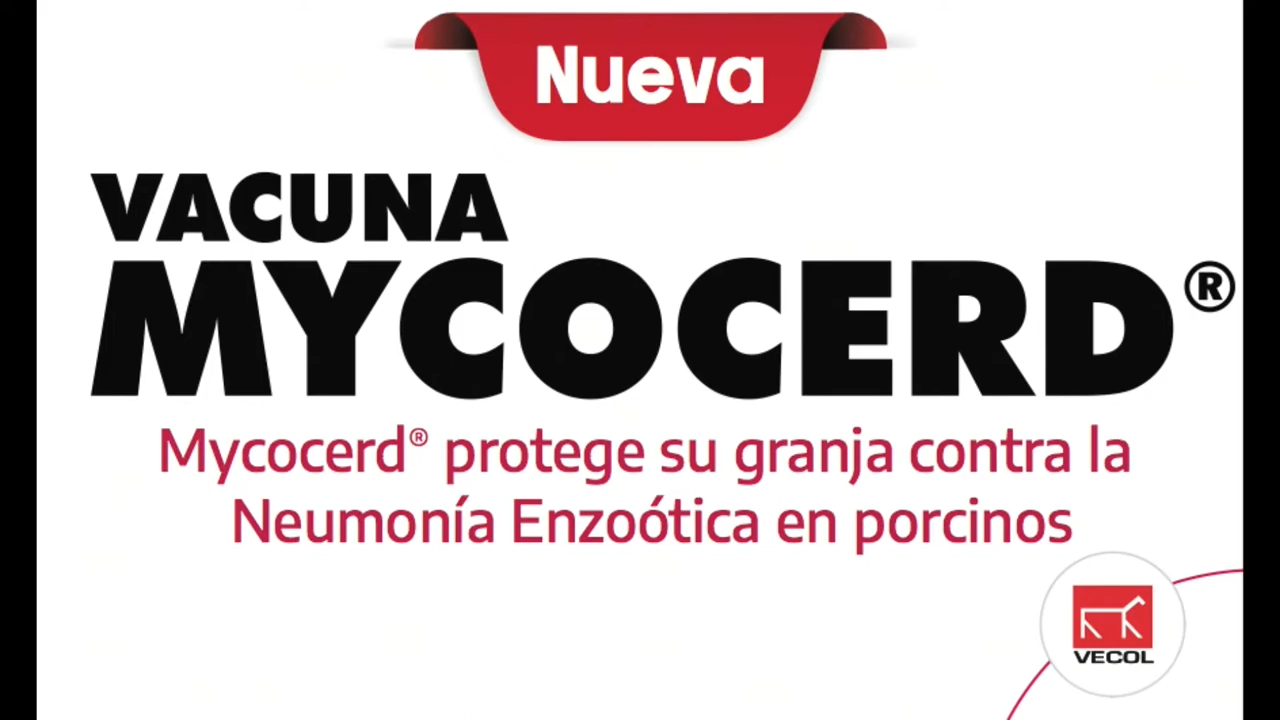 Nueva
VACUNA
MYCOCERD®
Mycocerd® protege su granja contra la
Neumonía Enzoótica en porcinos
VECOL